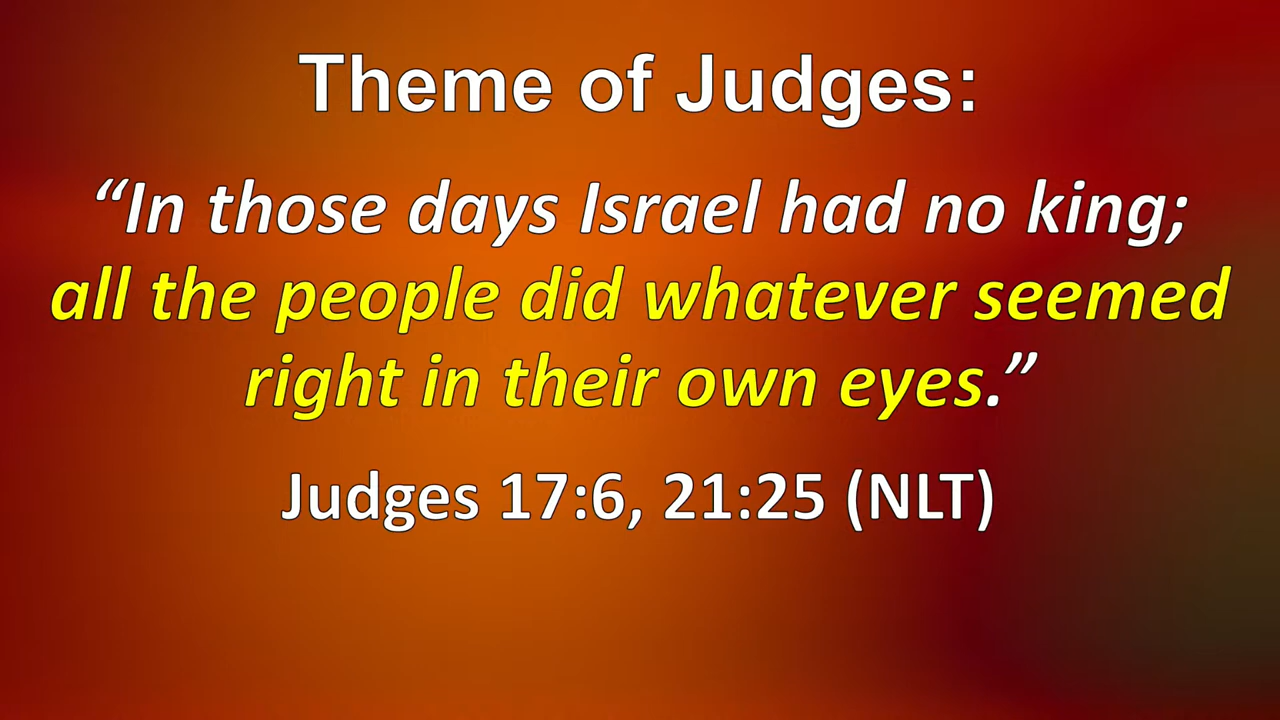 Theme of Judges:
“In those days Israel had no king;
all the people did whatever seemed
right in their own eyes.”
Judges 17:6, 21:25 (NLT)